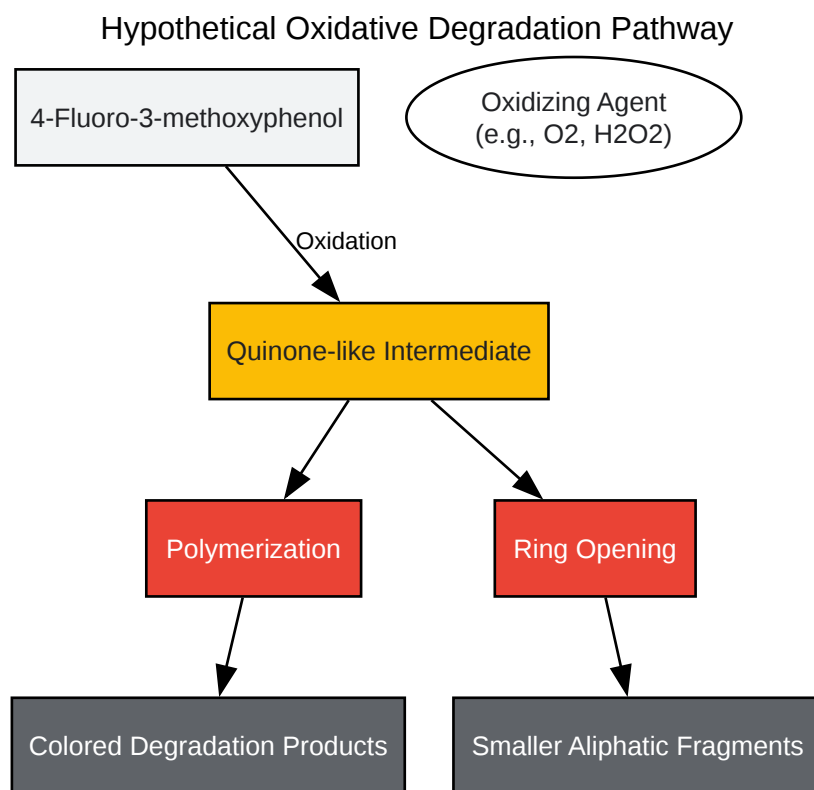 Hypothetical Oxidative Degradation Pathway
4-Fluoro-3-methoxyphenol
Oxidizing Agent
(e.g., O2, H2O2)
Oxidation
Quinone-like Intermediate
Polymerization
Ring Opening
Colored Degradation Products
Smaller Aliphatic Fragments